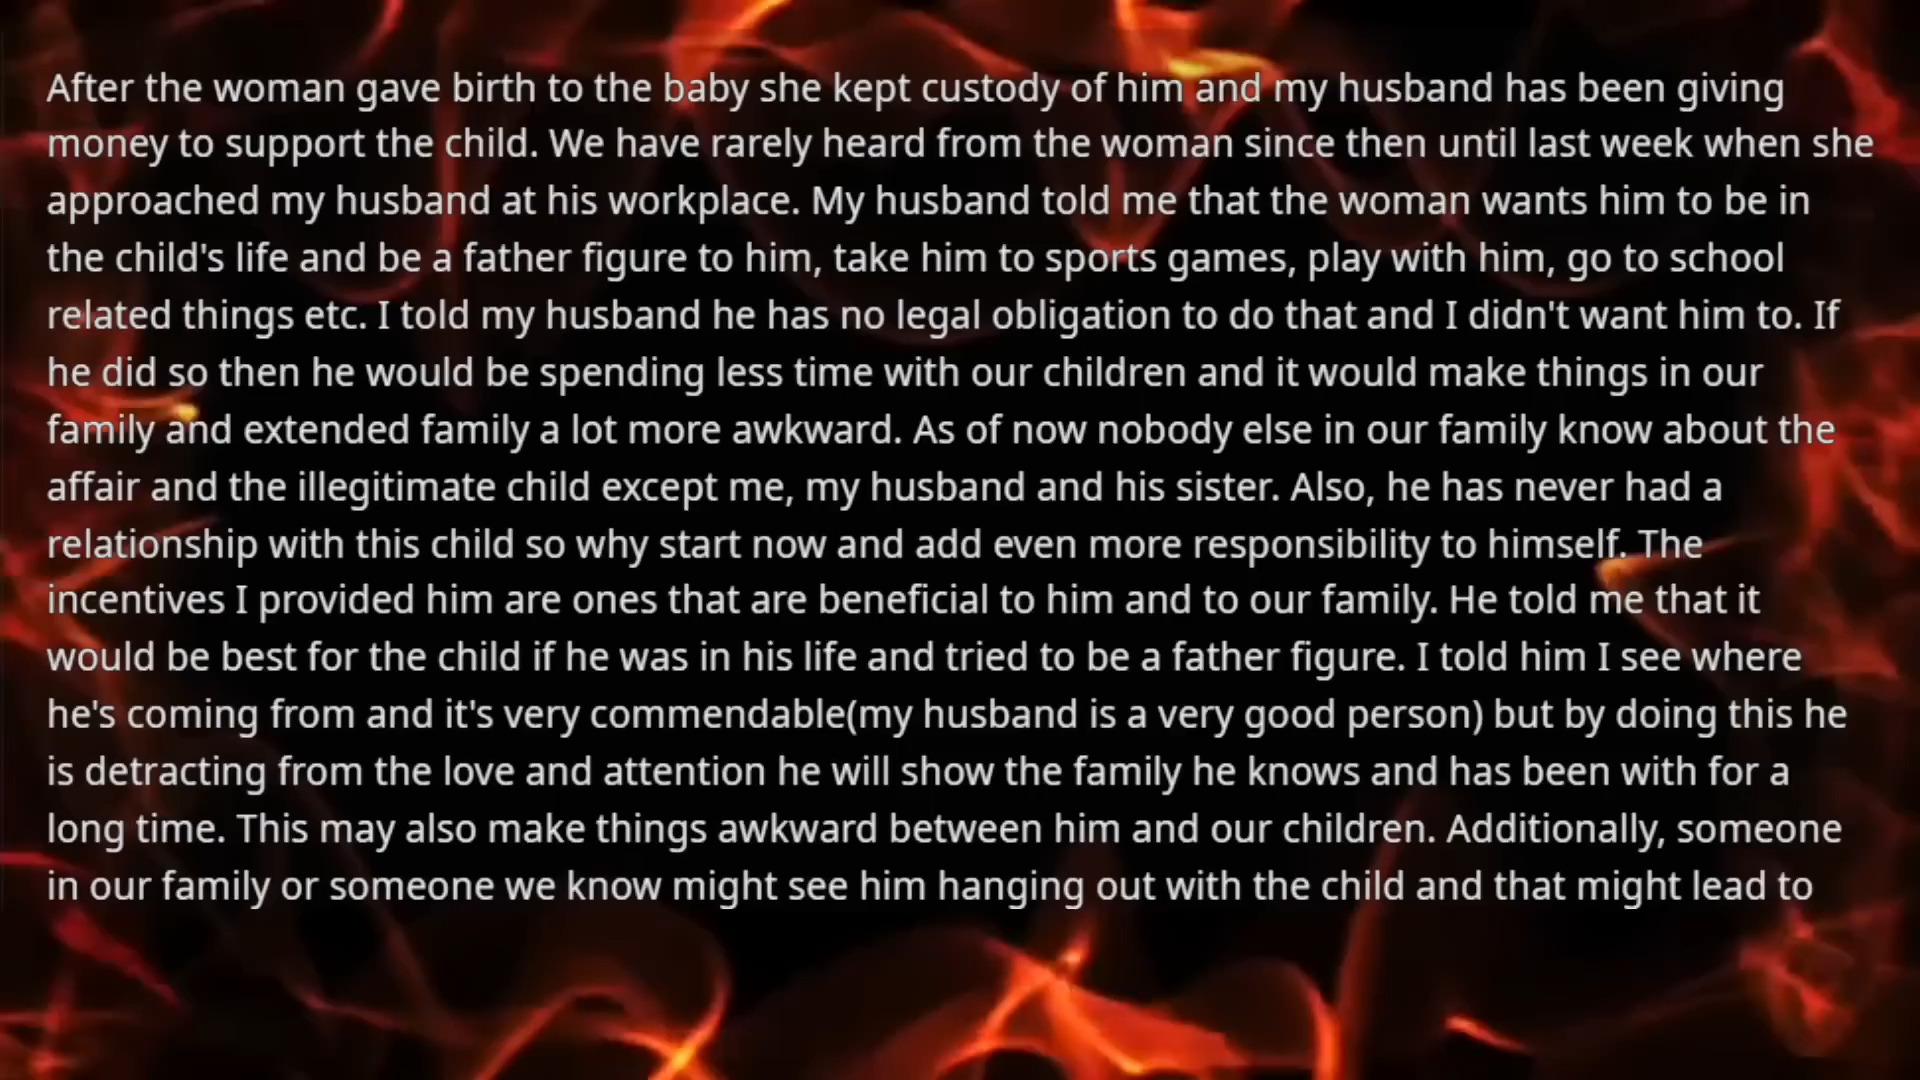 After the woman gave birth to the baby she kept custody of him and my husband has been giving
money to support the child. We have rarely heard from the woman since then until last week when she
approached my husband at his workplace. My husband told me that the woman wants him to be in
the child's life and be a father figure to him, take him to sports games, play with him, go to school
related things etc. I told my husband he has no legal obligation to do that and I didn't want him to. If
he did so then he would be spending less time with our children and it would make things in our
family and extended family a lot more awkward. As of now nobody else in our family know about the
affair and the illegitimate child except me, my husband and his sister. Also, he has never had a
relationship with this child so why start now and add even more responsibility to himself. The
incentives I provided him are ones that are beneficial to him and to our family. He told me that it
would be best for the child if he was in his life and tried to be a father figure. I told him I see where
he's coming from and it's very commendable(my husband is a very good person) but by doing this he
is detracting from the love and attention he will show the family he knows and has been with for a
long time. This may also make things awkward between him and our children. Additionally, someone
in our family or someone we know might see him hanging out with the child and that might lead to